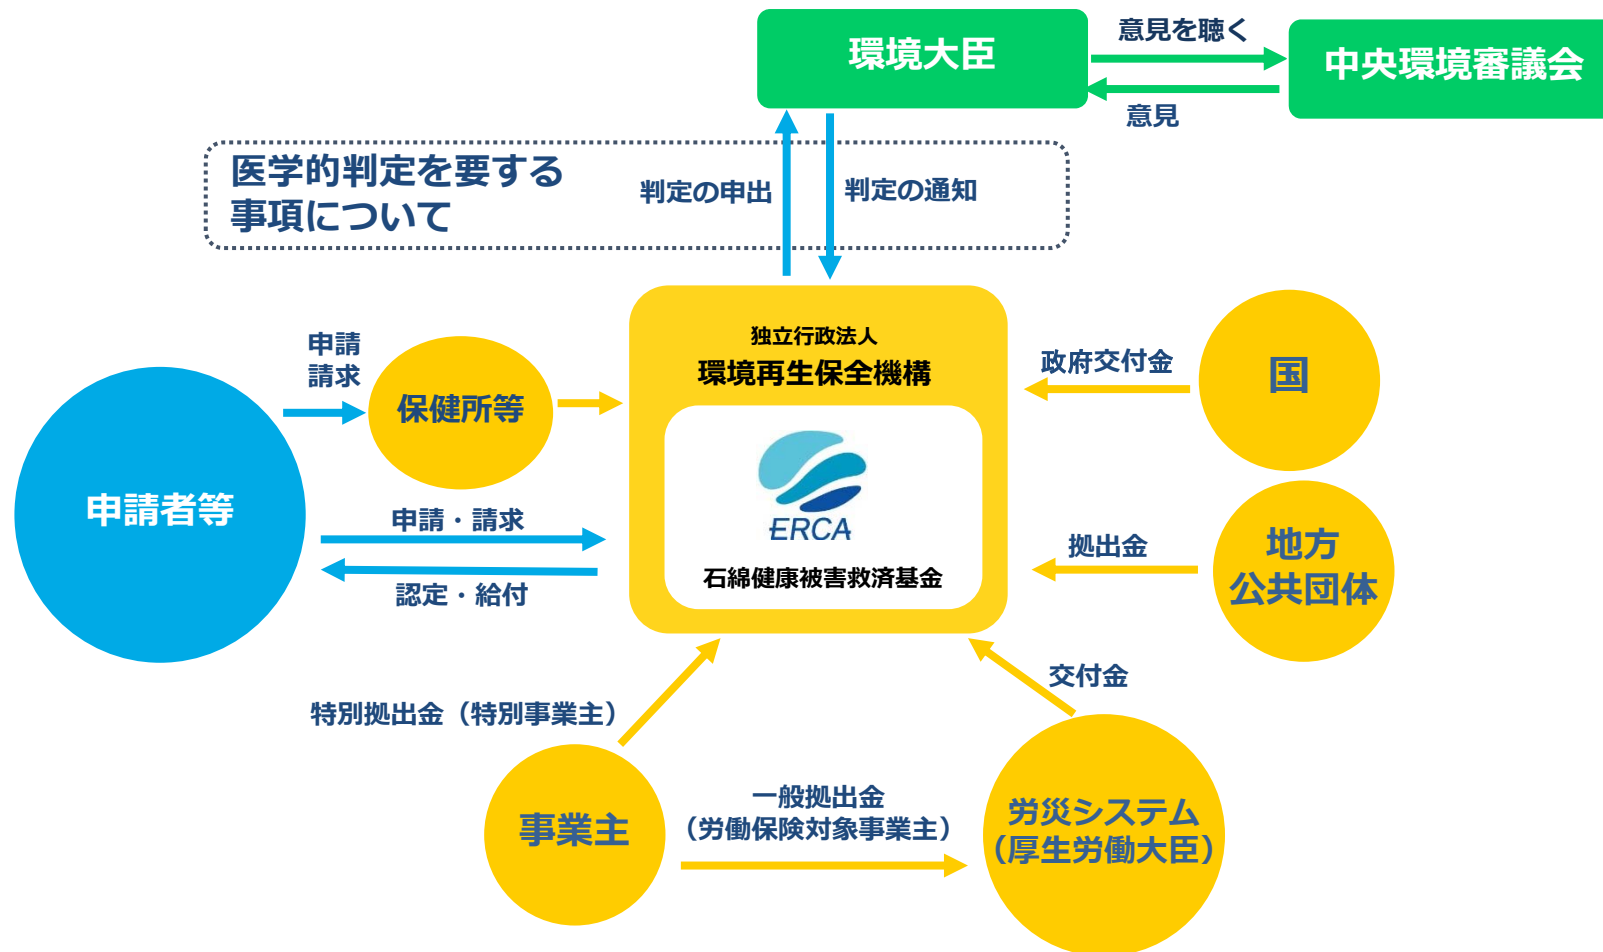 環境大臣
意見を聴く
中央環境審議会
意見
医学的判定を要する
事項について
判定の申出
判定の通知
独立行政法人
環境再生保全機構
ERCA
石綿健康被害救済基金
申請
請求
保健所等
申請者等
申請・請求
認定・給付
政府交付金
国
拠出金
地方
公共団体
交付金
特別拠出金（特別事業主）
事業主
一般拠出金
（労働保険対象事業主）
労災システム
（厚生労働大臣）